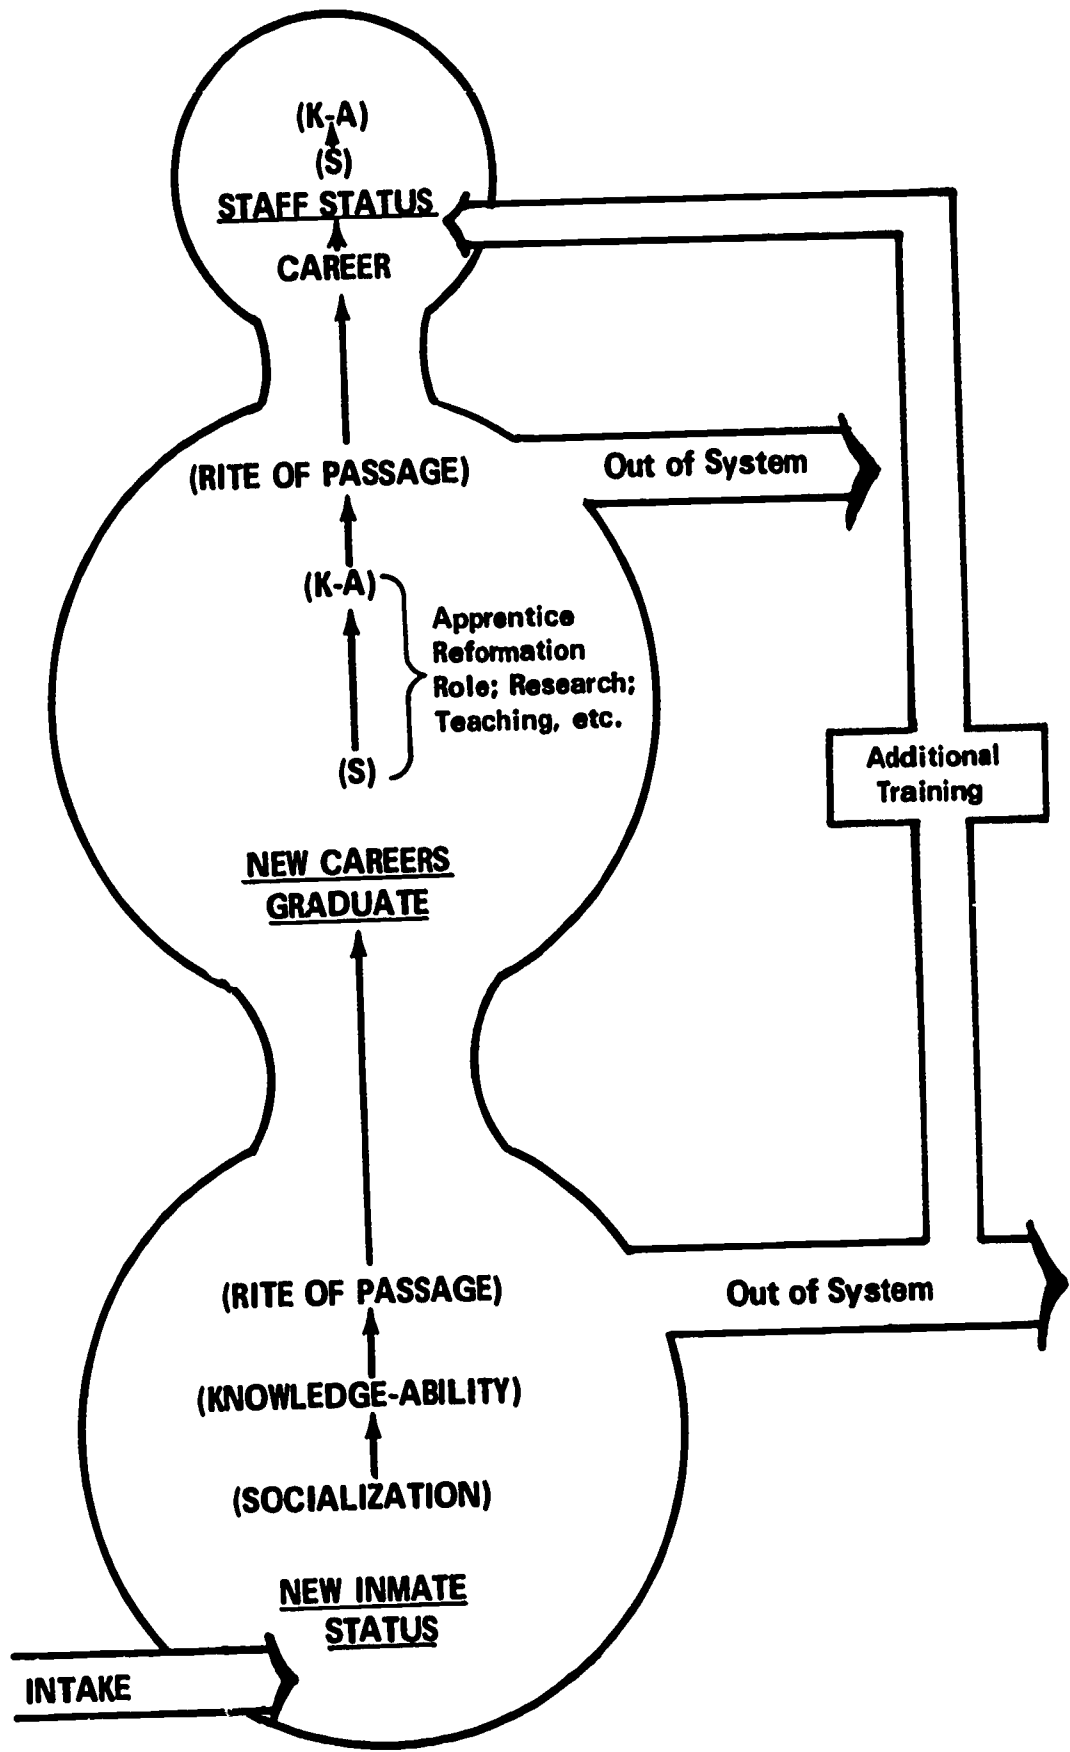 (K-A)
(S)
STAFF STATUS
CAREER
(RITE OF PASSAGE)
Out of System
(K-A)
Apprentice
Reformation
Role; Research;
Teaching, etc.
(S)
Additional
Training
NEW CAREERS
GRADUATE
(RITE OF PASSAGE)
Out of System
(KNOWLEDGE-ABILITY)
(SOCIALIZATION)
NEW INMATE
STATUS
INTAKE